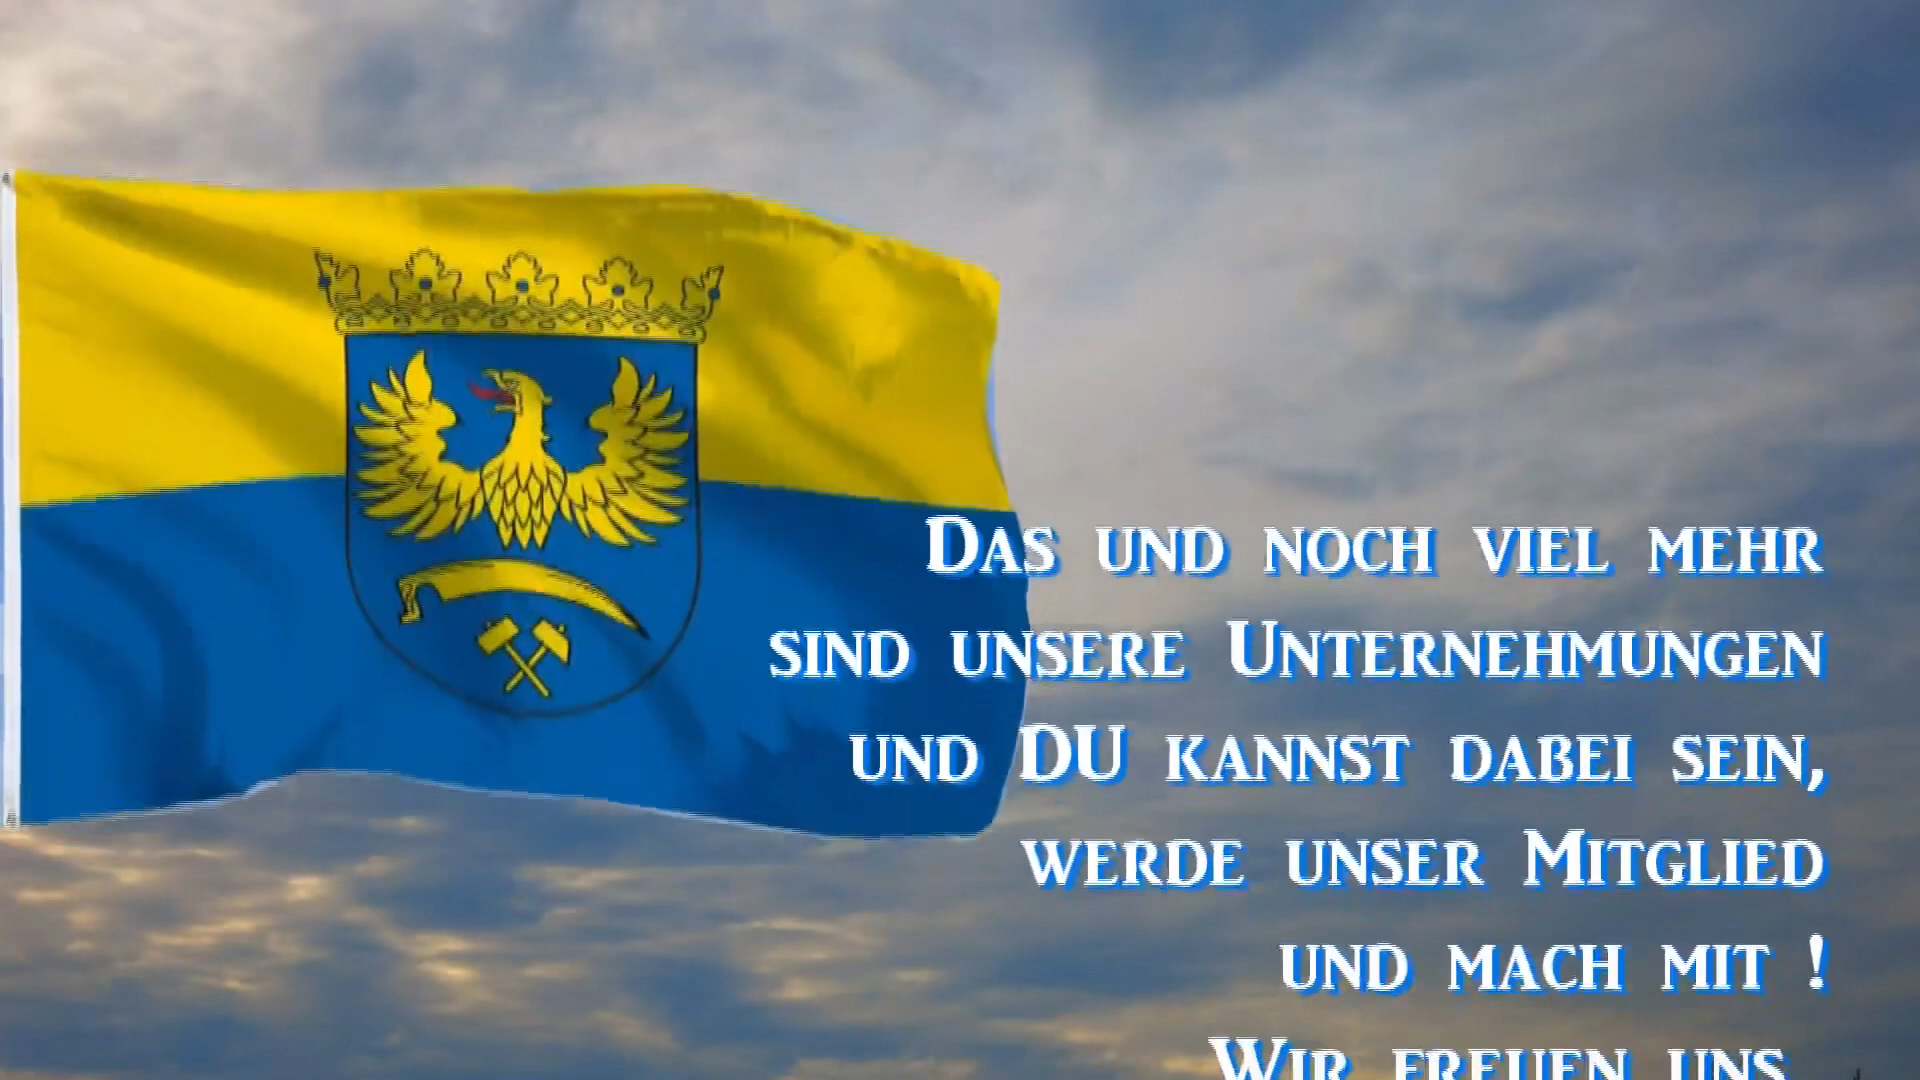 Das und noch viel mehr
sind unsere Unternehmungen
und DU kannst dabei sein,
werde unser Mitglied
und mach mit !
Wir freuen uns